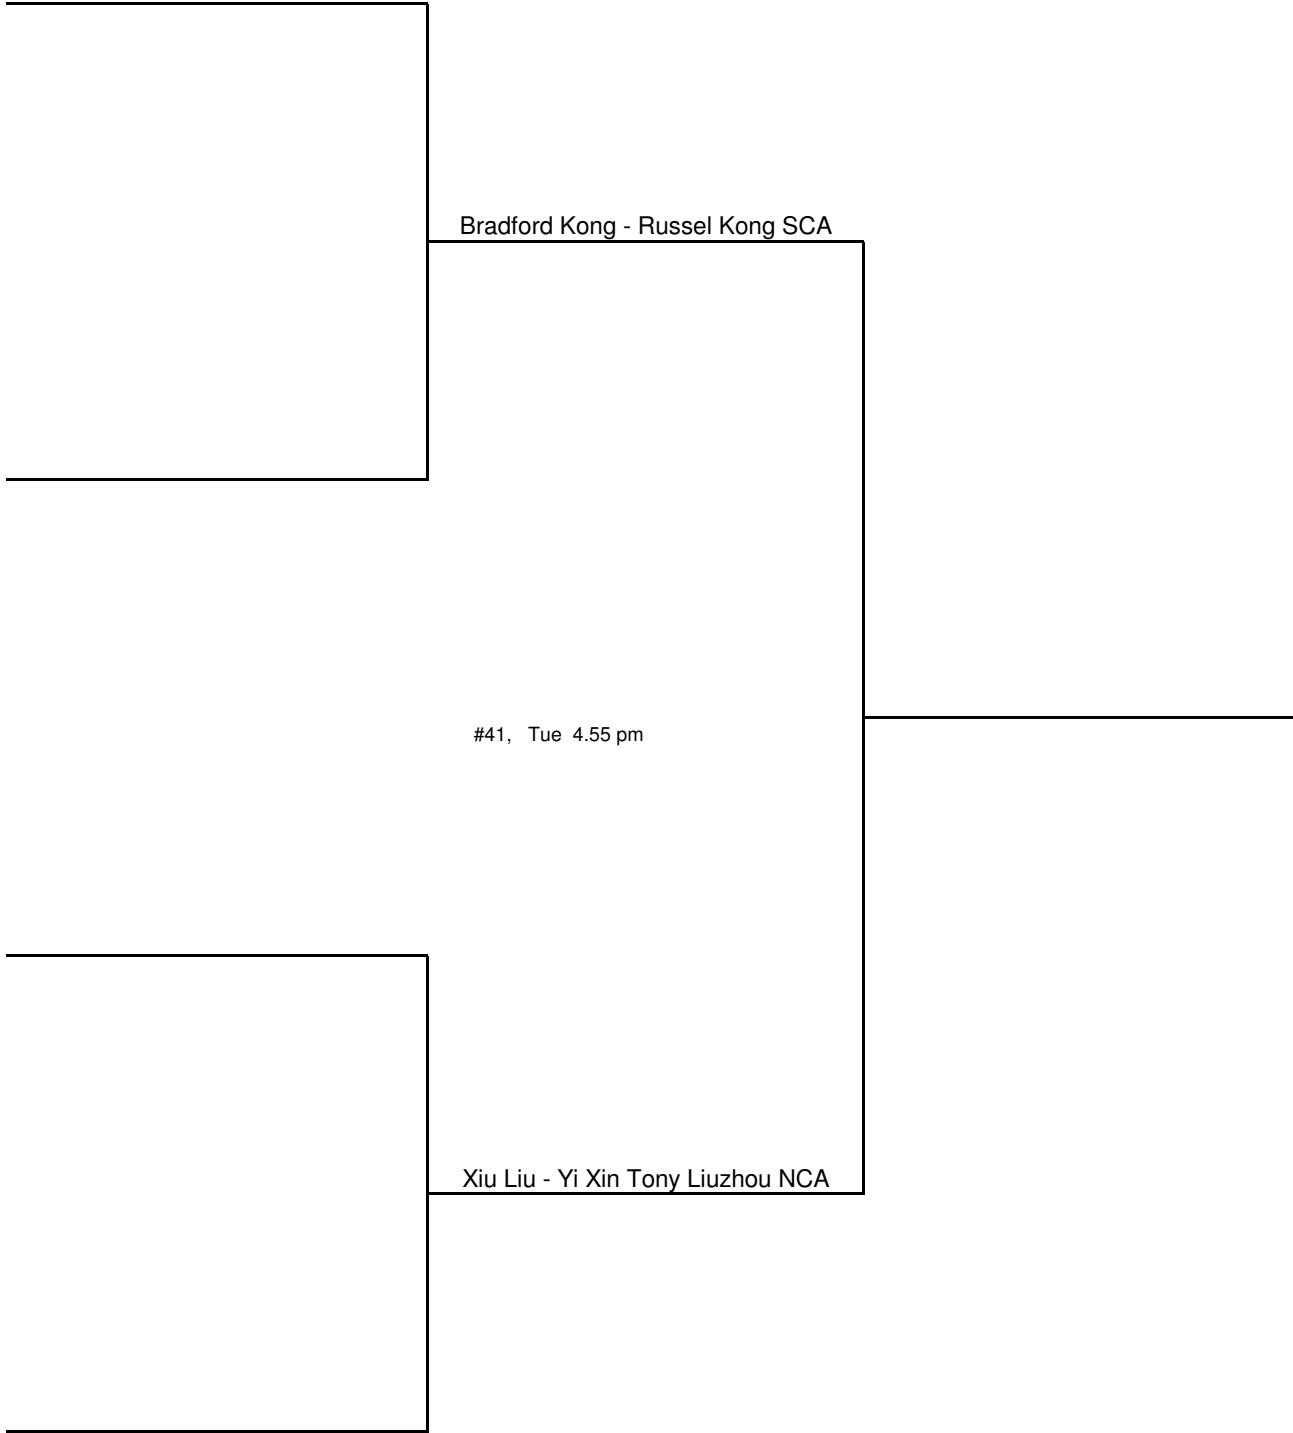 Bradford Kong - Russel Kong SCA
#41, Tue 4.55 pm
Xiu Liu - Yi Xin Tony Liuzhou NCA